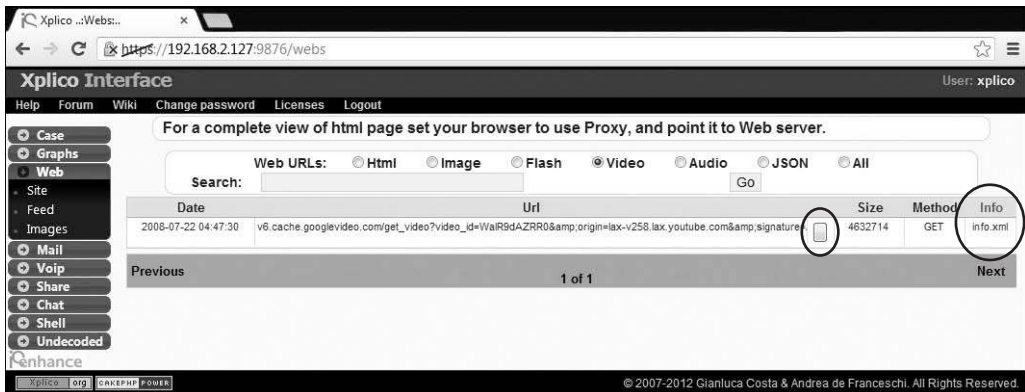 Xplico ..:Webs:..
https://192.168.2.127:9876/webs
Xplico Interface
User: xplico
Help Forum Wiki Change password Licenses Logout
For a complete view of html page set your browser to use Proxy, and point it to Web server.
Case
Graphs
Web
Site
Feed
Images
Mail
Voip
Share
Chat
Shell
Undecoded
Web URLs: Html Image Flash Video Audio JSON All
Search: Go
Date Url Size Method Info
2008-07-22 04:47:30 v6.cache.googlevideo.com/get_video?video_id=WaIR9dAZRR0&amp;origin=lax-v258.lax.youtube.com&amp;signature= 4632714 GET info.xml
Previous 1 of 1 Next
enhance
Xplico org CAKEPHP POWER
© 2007-2012 Gianluca Costa & Andrea de Franceschi. All Rights Reserved.